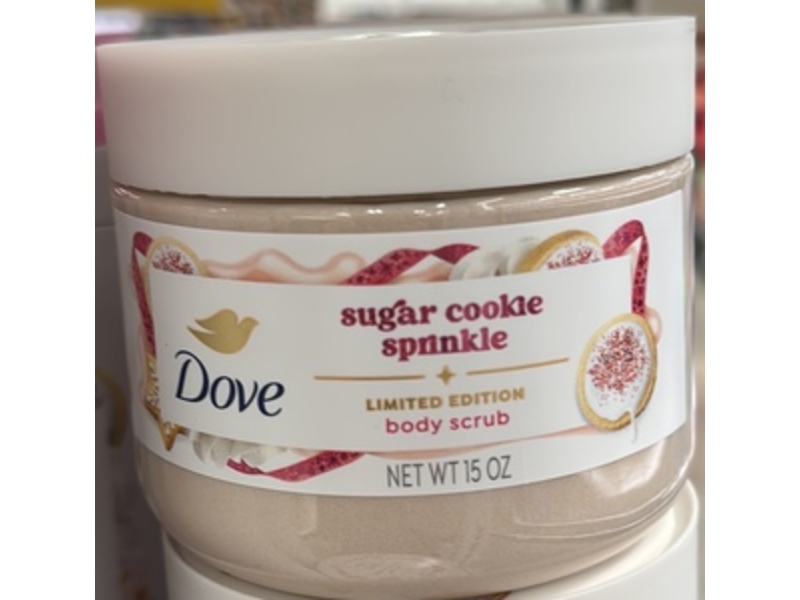 Dove
sugar cookie
sprinkle
LIMITED EDITION
body scrub
NET WT 15 OZ